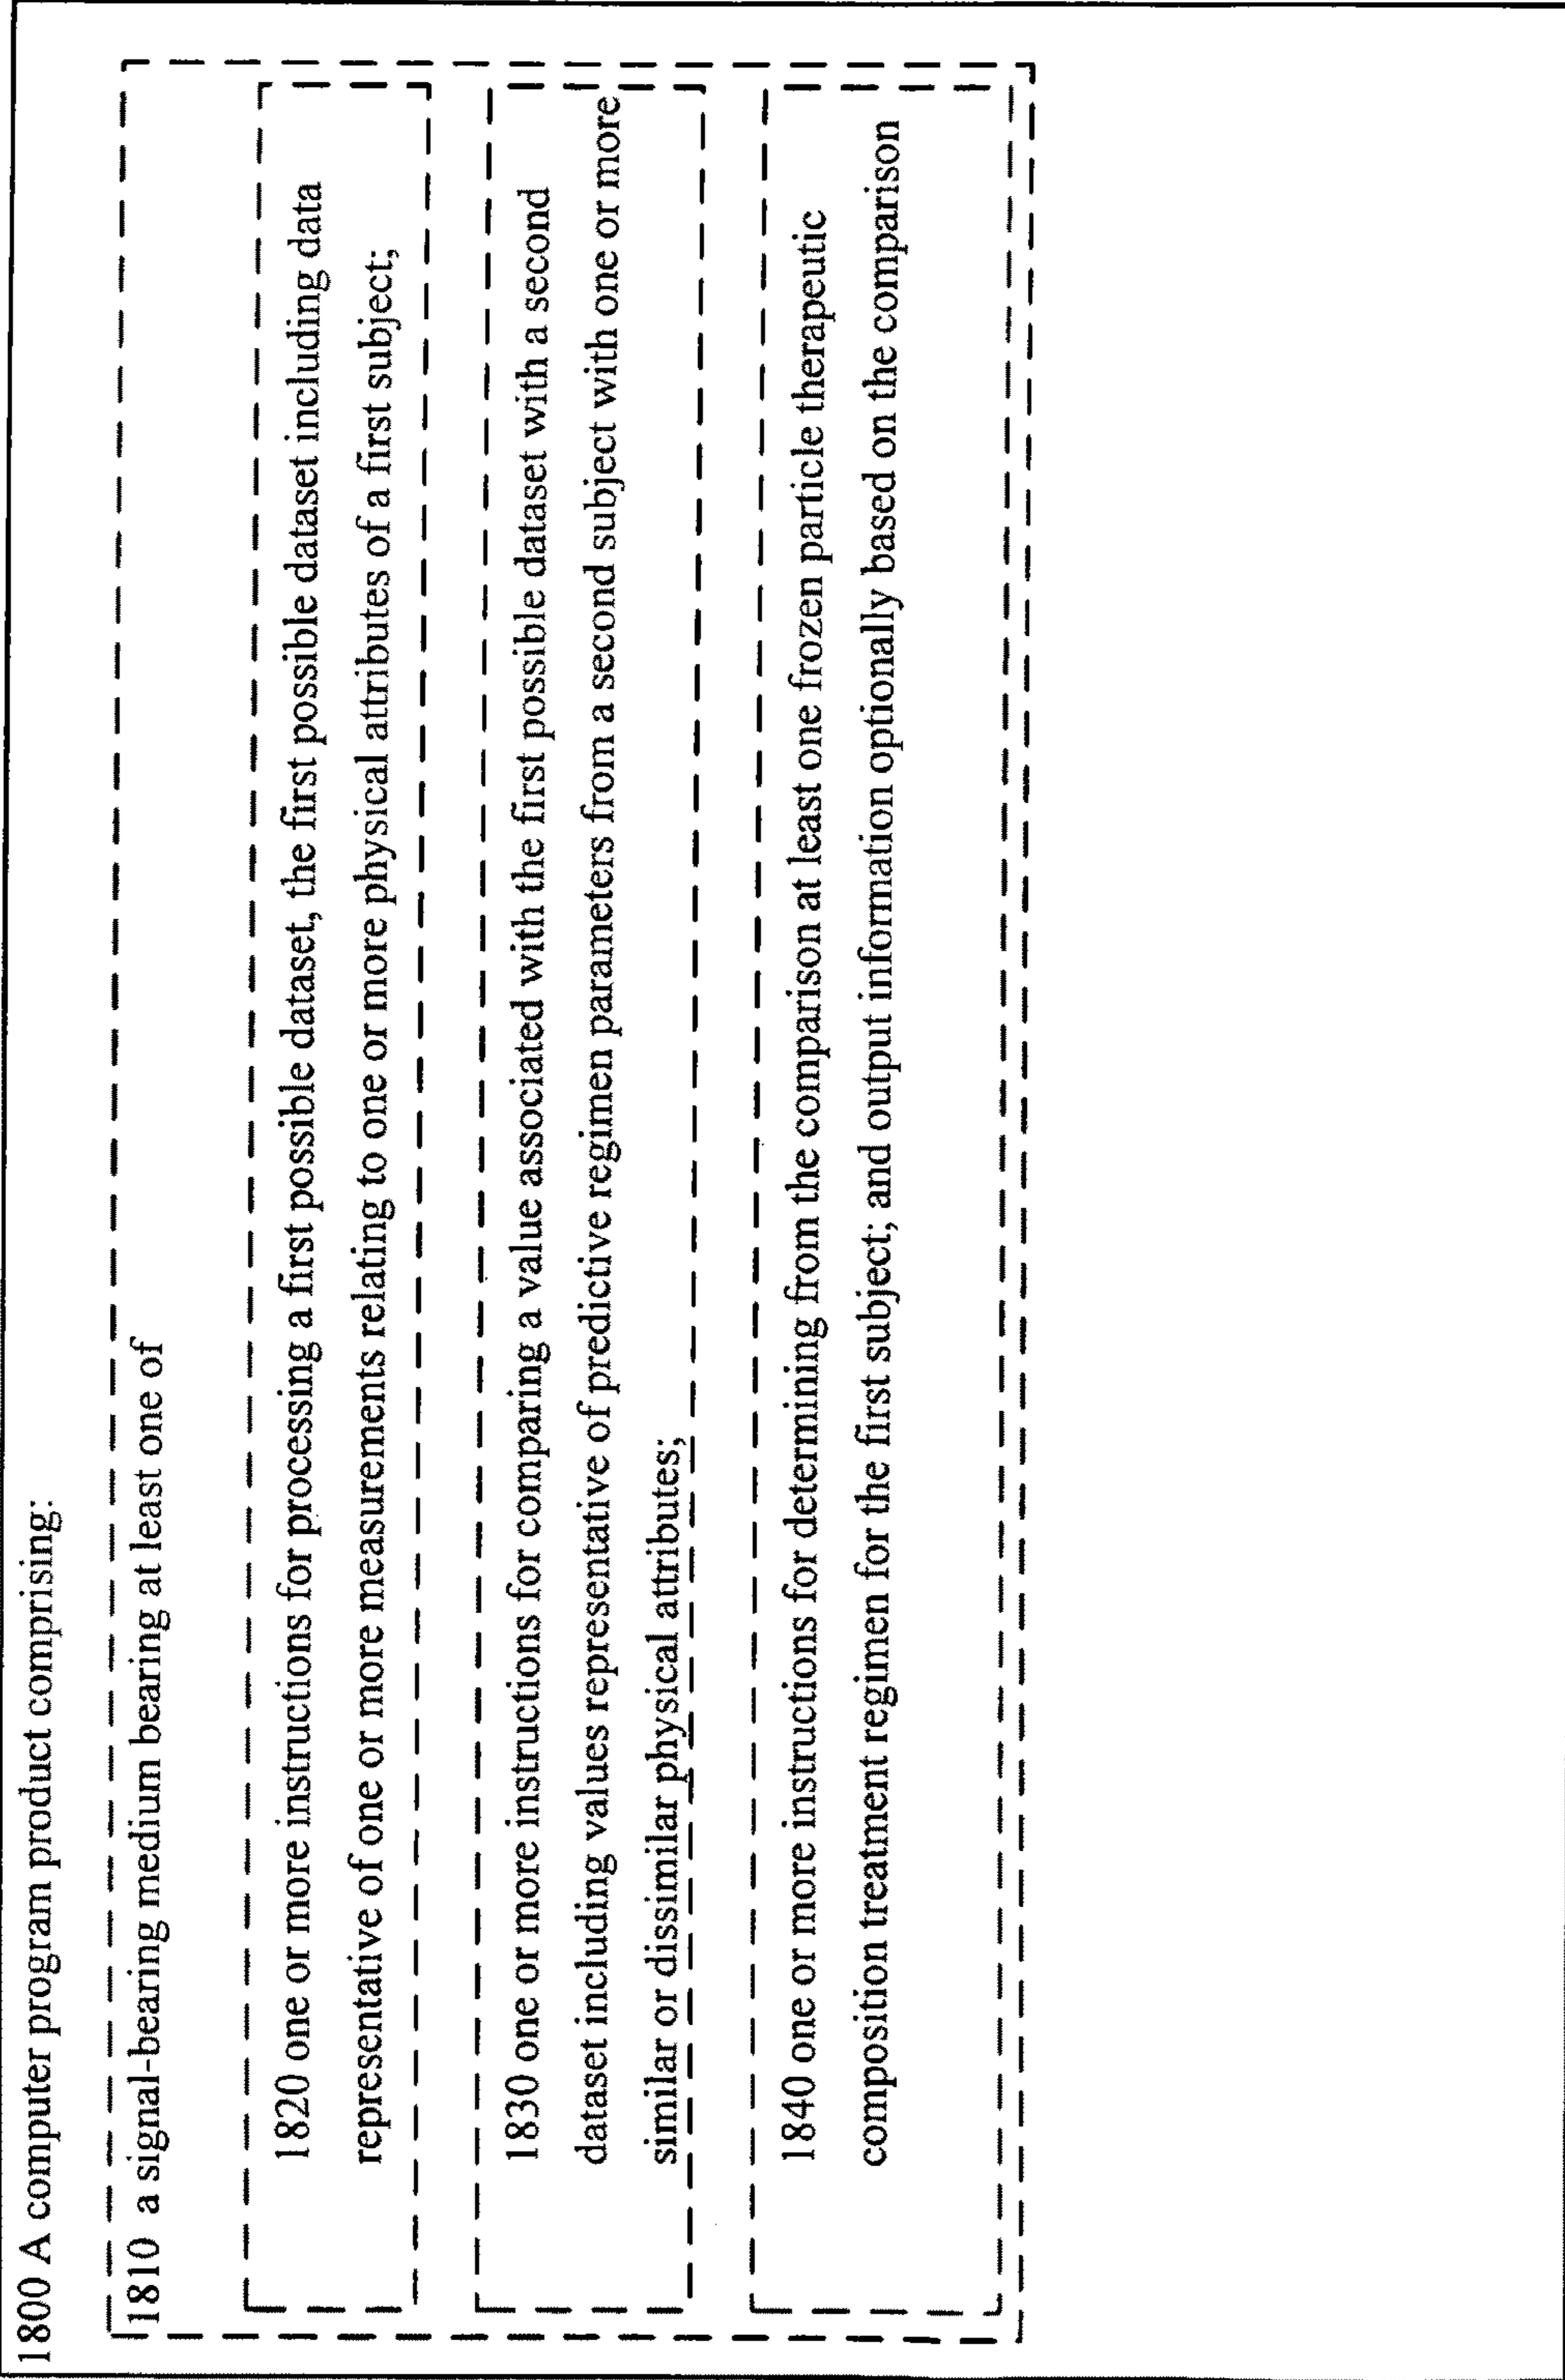 1800 A computer program product comprising:
1810 a signal-bearing medium bearing at least one of
1820 one or more instructions for processing a first possible dataset, the first possible dataset including data
representative of one or more measurements relating to one or more physical attributes of a first subject;
1830 one or more instructions for comparing a value associated with the first possible dataset with a second
dataset including values representative of predictive regimen parameters from a second subject with one or more
similar or dissimilar physical attributes;
1840 one or more instructions for determining from the comparison at least one frozen particle therapeutic
composition treatment regimen for the first subject; and output information optionally based on the comparison